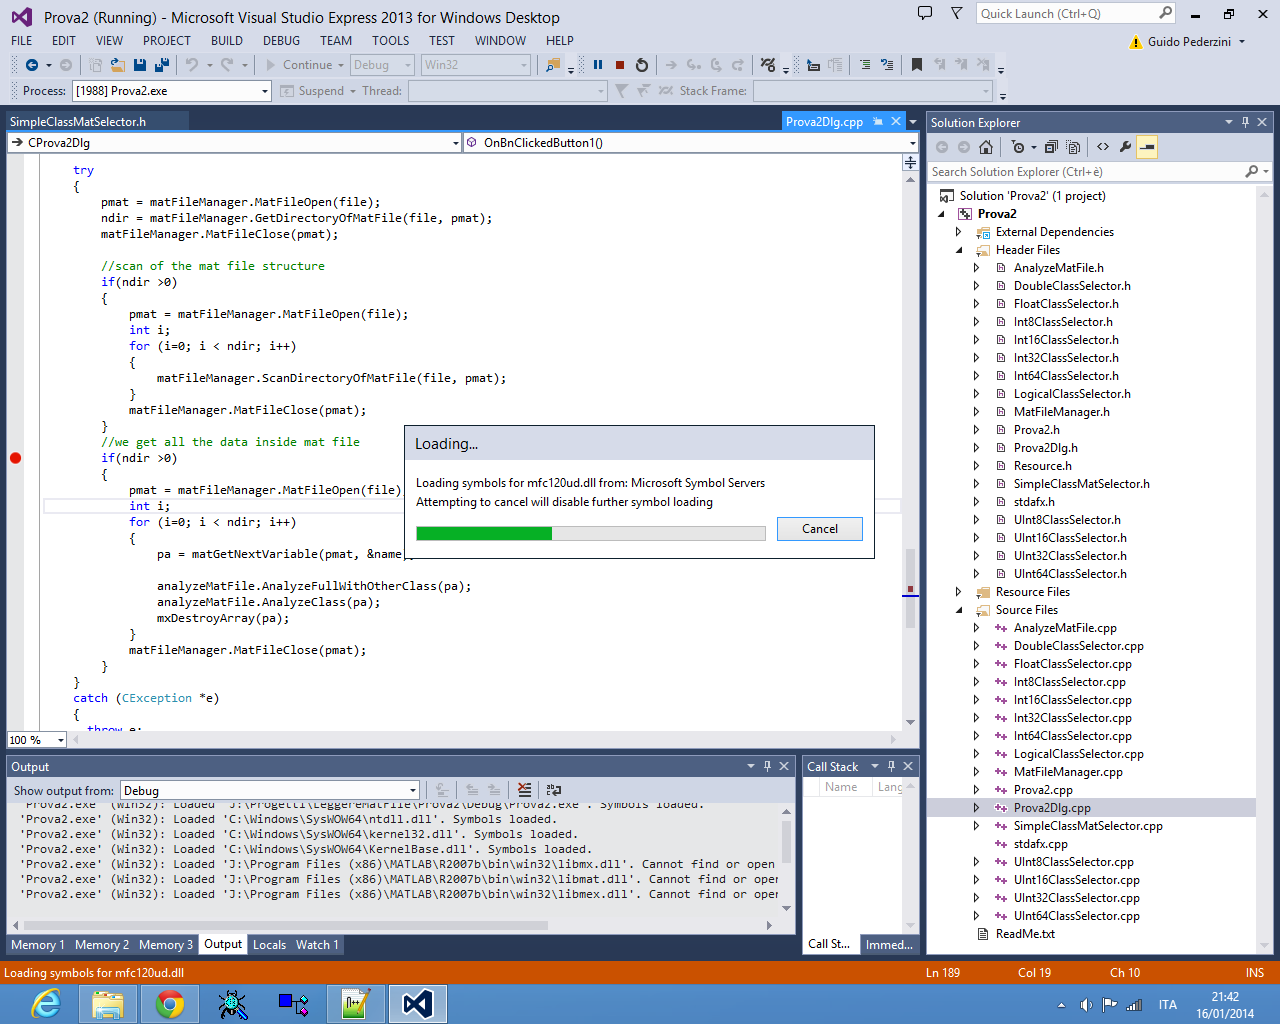 Prova2 (Running) - Microsoft Visual Studio Express 2013 for Windows Desktop
Quick Launch (Ctrl+Q)
FILE EDIT VIEW PROJECT BUILD DEBUG TEAM TOOLS TEST WINDOW HELP
Guido Pederzini
Continue Debug Win32
Process: [1988] Prova2.exe Suspend Thread: Stack Frame:
SimpleClassMatSelector.h
Prova2Dlg.cpp
CProva2Dlg
OnBnClickedButton1()
try
{
pmat = matFileManager.MatFileOpen(file);
ndir = matFileManager.GetDirectoryOfMatFile(file, pmat);
matFileManager.MatFileClose(pmat);
//scan of the mat file structure
if(ndir >0)
{
pmat = matFileManager.MatFileOpen(file);
int i;
for (i=0; i < ndir; i++)
{
matFileManager.ScanDirectoryOfMatFile(file, pmat);
}
matFileManager.MatFileClose(pmat);
}
//we get all the data inside mat file
if(ndir >0)
{
pmat = matFileManager.MatFileOpen(file)
int i;
for (i=0; i < ndir; i++)
{
pa = matGetNextVariable(pmat, &name
analyzeMatFile.AnalyzeFullWithOtherClass(pa);
analyzeMatFile.AnalyzeClass(pa);
mxDestroyArray(pa);
}
matFileManager.MatFileClose(pmat);
}
}
catch (CException *e)
{
throw e;
100 %
Loading...
Loading symbols for mfc120ud.dll from: Microsoft Symbol Servers
Attempting to cancel will disable further symbol loading
Cancel
Solution Explorer
Search Solution Explorer (Ctrl+è)
Solution 'Prova2' (1 project)
Prova2
External Dependencies
Header Files
AnalyzeMatFile.h
DoubleClassSelector.h
FloatClassSelector.h
Int8ClassSelector.h
Int16ClassSelector.h
Int32ClassSelector.h
Int64ClassSelector.h
LogicalClassSelector.h
MatFileManager.h
Prova2.h
Prova2Dlg.h
Resource.h
SimpleClassMatSelector.h
stdafx.h
UInt8ClassSelector.h
UInt16ClassSelector.h
UInt32ClassSelector.h
UInt64ClassSelector.h
Resource Files
Source Files
AnalyzeMatFile.cpp
DoubleClassSelector.cpp
FloatClassSelector.cpp
Int8ClassSelector.cpp
Int16ClassSelector.cpp
Int32ClassSelector.cpp
Int64ClassSelector.cpp
LogicalClassSelector.cpp
MatFileManager.cpp
Prova2.cpp
Prova2Dlg.cpp
SimpleClassMatSelector.cpp
stdafx.cpp
UInt8ClassSelector.cpp
UInt16ClassSelector.cpp
UInt32ClassSelector.cpp
UInt64ClassSelector.cpp
ReadMe.txt
Output
Show output from: Debug
'Prova2.exe' (Win32): Loaded 'J:\Progetti\LeggereMatFile\Prova2\Debug\Prova2.exe'. Symbols loaded.
'Prova2.exe' (Win32): Loaded 'C:\Windows\SysWOW64\ntdll.dll'. Symbols loaded.
'Prova2.exe' (Win32): Loaded 'C:\Windows\SysWOW64\kernel32.dll'. Symbols loaded.
'Prova2.exe' (Win32): Loaded 'C:\Windows\SysWOW64\KernelBase.dll'. Symbols loaded.
'Prova2.exe' (Win32): Loaded 'J:\Program Files (x86)\MATLAB\R2007b\bin\win32\libmx.dll'. Cannot find or open
'Prova2.exe' (Win32): Loaded 'J:\Program Files (x86)\MATLAB\R2007b\bin\win32\libmat.dll'. Cannot find or oper
'Prova2.exe' (Win32): Loaded 'J:\Program Files (x86)\MATLAB\R2007b\bin\win32\libmex.dll'. Cannot find or oper
Memory 1 Memory 2 Memory 3 Output Locals Watch 1
Call Stack
Name Lang
Call St... Immed...
Loading symbols for mfc120ud.dll
Ln 189 Col 19 Ch 10 INS
ITA
21:42
16/01/2014